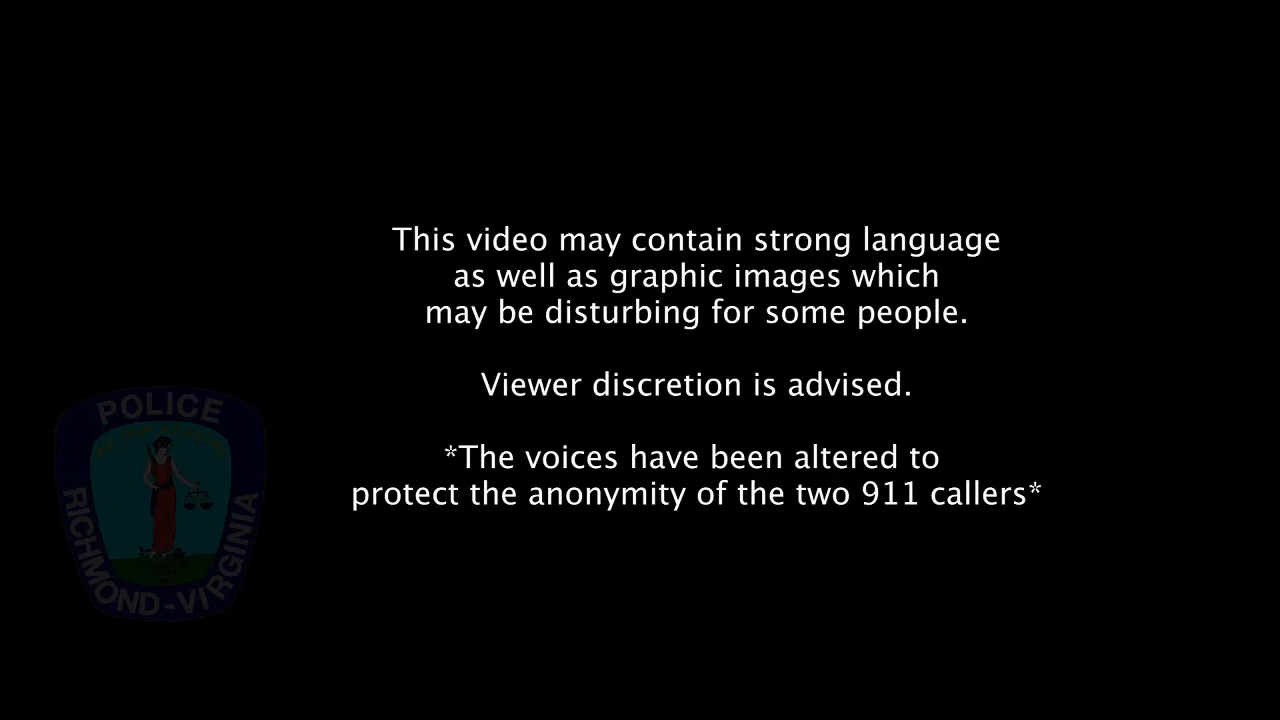 This video may contain strong language
as well as graphic images which
may be disturbing for some people.
Viewer discretion is advised.
*The voices have been altered to
protect the anonymity of the two 911 callers*
POLICE
RICHMOND-VIRGINIA